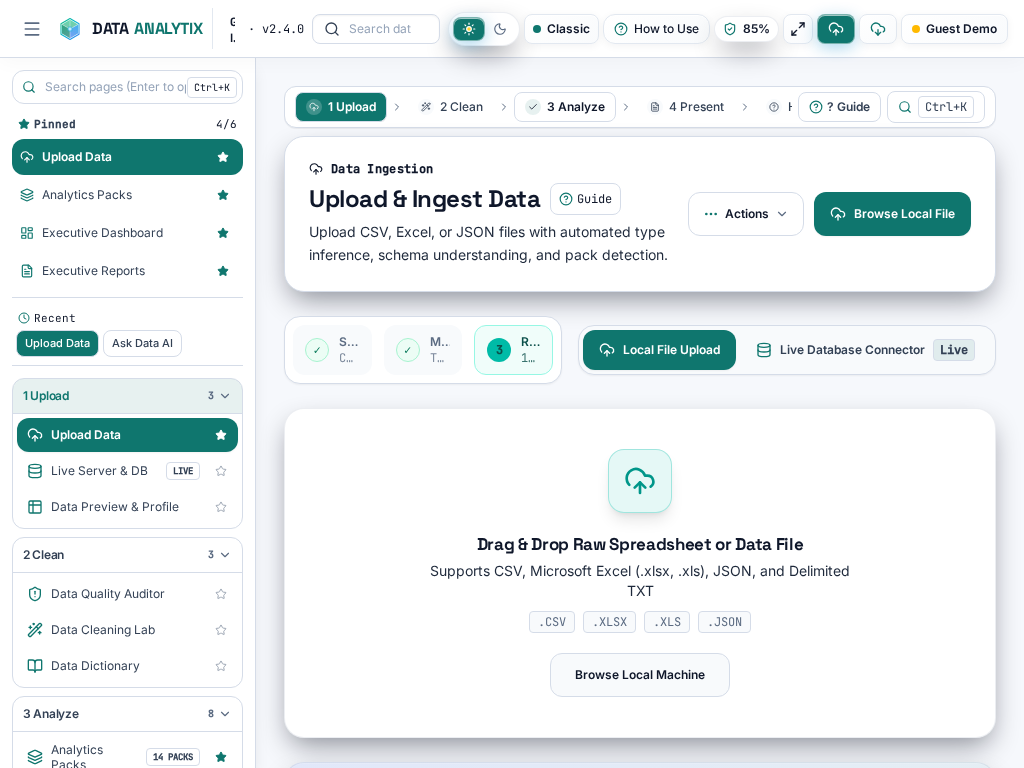 DATA ANALYTIX
· v2.4.0
Search dat
Classic
How to Use
85%
Guest Demo
Search pages (Enter to op
Ctrl+K
Pinned
4/6
Upload Data
Analytics Packs
Executive Dashboard
Executive Reports
Recent
Upload Data
Ask Data AI
1 Upload
3
Upload Data
Live Server & DB
LIVE
Data Preview & Profile
2 Clean
3
Data Quality Auditor
Data Cleaning Lab
Data Dictionary
3 Analyze
8
Analytics
Packs
14 PACKS
1 Upload
2 Clean
3 Analyze
4 Present
? Guide
Ctrl+K
Data Ingestion
Upload & Ingest Data
Guide
Upload CSV, Excel, or JSON files with automated type
inference, schema understanding, and pack detection.
Actions
Browse Local File
✓
S...
C...
✓
M...
T...
3
R...
1...
Local File Upload
Live Database Connector
Live
Drag & Drop Raw Spreadsheet or Data File
Supports CSV, Microsoft Excel (.xlsx, .xls), JSON, and Delimited
TXT
.CSV
.XLSX
.XLS
.JSON
Browse Local Machine